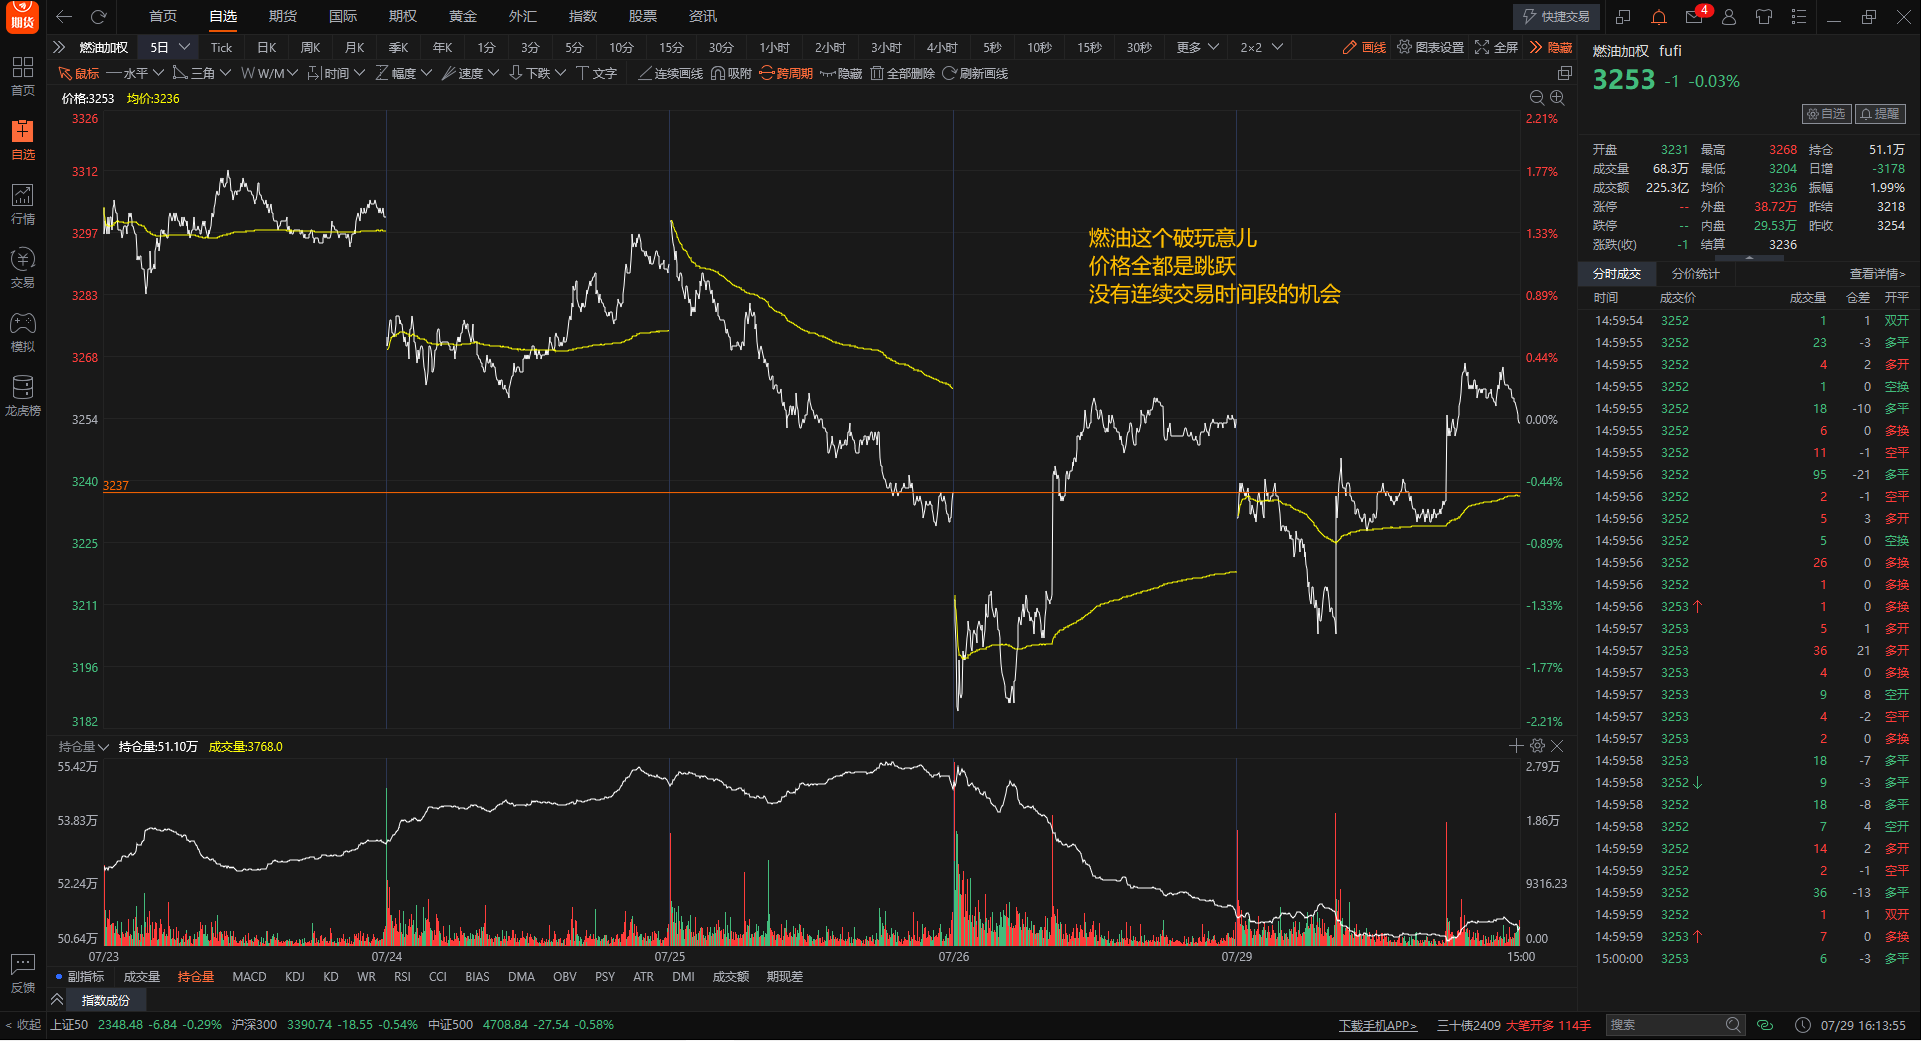 期货 首页 自选 期货 国际 期权 黄金 外汇 指数 股票 资讯 快捷交易 4
燃油加权 5日 Tick 日K 周K 月K 季K 年K 1分 3分 5分 10分 15分 30分 1小时 2小时 3小时 4小时 5秒 10秒 15秒 30秒 更多 2×2 画线 图表设置 全屏 隐藏
鼠标 水平 三角 W/M 时间 幅度 速度 下跌 文字 连续画线 吸附 跨周期 隐藏 全部删除 刷新画线
价格:3253 均价:3236
首页
自选
行情
交易
模拟
龙虎榜
反馈
< 收起
3326 2.21%
3312 1.77%
3297 1.33%
3283 0.89%
3268 0.44%
3254 0.00%
3240 -0.44%
3237
3225 -0.89%
3211 -1.33%
3196 -1.77%
3182 -2.21%
燃油这个破玩意儿
价格全都是跳跃
没有连续交易时间段的机会
持仓量 持仓量:51.10万 成交量:3768.0
55.42万 2.79万
53.83万 1.86万
52.24万 9316.23
50.64万 0.00
07/23 07/24 07/25 07/26 07/29 15:00
副指标 成交量 持仓量 MACD KDJ KD WR RSI CCI BIAS DMA OBV PSY ATR DMI 成交额 期现差
指数成份
燃油加权 fufi
3253 -1 -0.03%
自选 提醒
开盘 3231 最高 3268 持仓 51.1万
成交量 68.3万 最低 3204 日增 -3178
成交额 225.3亿 均价 3236 振幅 1.99%
涨停 -- 外盘 38.72万 昨结 3218
跌停 -- 内盘 29.53万 昨收 3254
涨跌(收) -1 结算 3236
分时成交 分价统计 查看详情>
时间 成交价 成交量 仓差 开平
14:59:54 3252 1 1 双开
14:59:55 3252 23 -3 多平
14:59:55 3252 4 2 多开
14:59:55 3252 1 0 空换
14:59:55 3252 18 -10 多平
14:59:55 3252 6 0 多换
14:59:55 3252 11 -1 空平
14:59:56 3252 95 -21 多平
14:59:56 3252 2 -1 空平
14:59:56 3252 5 3 多开
14:59:56 3252 5 0 空换
14:59:56 3252 26 0 多换
14:59:56 3252 1 0 多换
14:59:56 3253↑ 1 0 多换
14:59:57 3253 5 1 多开
14:59:57 3253 36 21 多开
14:59:57 3253 4 0 多换
14:59:57 3253 9 8 空开
14:59:57 3253 4 -2 空平
14:59:57 3253 2 0 多换
14:59:58 3253 18 -7 多平
14:59:58 3252↓ 9 -3 多平
14:59:58 3252 18 -8 多平
14:59:58 3252 7 4 空开
14:59:59 3252 14 2 多开
14:59:59 3252 2 -1 空平
14:59:59 3252 36 -13 多平
14:59:59 3252 1 1 双开
14:59:59 3253↑ 7 0 多换
15:00:00 3253 6 -3 多平
上证50 2348.48 -6.84 -0.29% 沪深300 3390.74 -18.55 -0.54% 中证500 4708.84 -27.54 -0.58% 下载手机APP> 三十债2409 大笔开多 114手 搜索 07/29 16:13:55